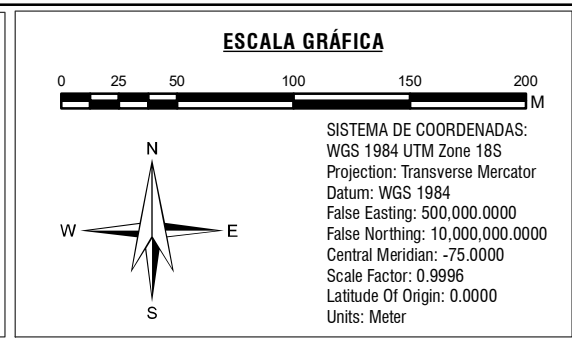 ESCALA GRÁFICA
0 25 50 100 150 200
M
SISTEMA DE COORDENADAS:
WGS 1984 UTM Zone 18S
Projection: Transverse Mercator
Datum: WGS 1984
False Easting: 500,000.0000
False Northing: 10,000,000.0000
Central Meridian: -75.0000
Scale Factor: 0.9996
Latitude Of Origin: 0.0000
Units: Meter
N
W E
S